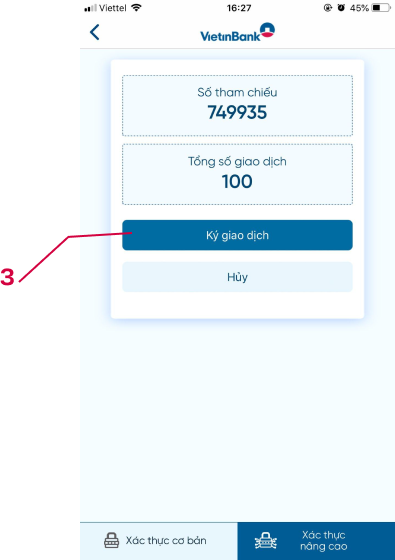 Viettel 16:27 45%
VietinBank
Số tham chiếu
749935
Tổng số giao dịch
100
Ký giao dịch
3
Hủy
Xác thực cơ bản
Xác thực
nâng cao